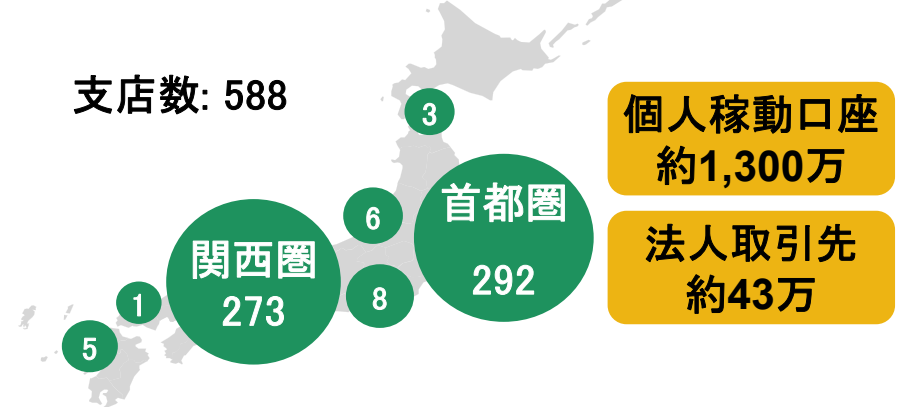 支店数: 588
3
首都圏
292
6
関西圏
273
8
1
5
個人稼動口座
約1,300万
法人取引先
約43万